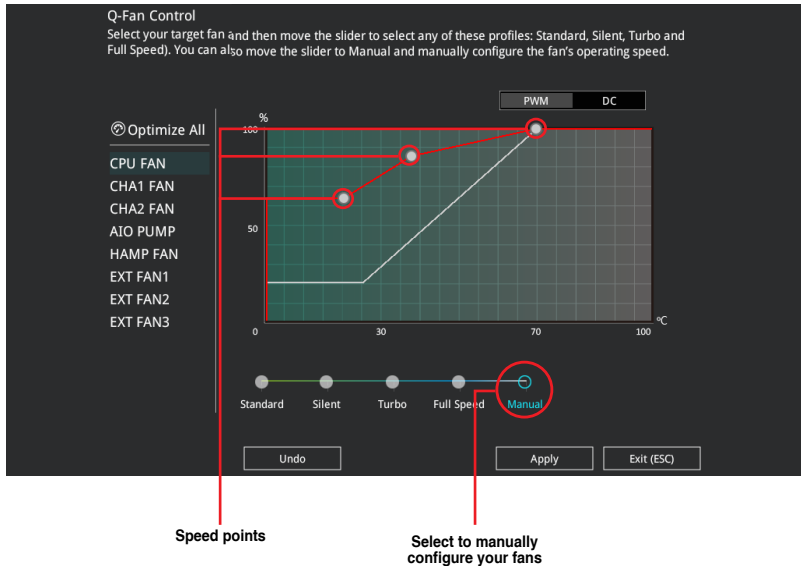 Q-Fan Control
Select your target fan and then move the slider to select any of these profiles: Standard, Silent, Turbo and
Full Speed). You can also move the slider to Manual and manually configure the fan's operating speed.
PWM DC
Optimize All
CPU FAN
CHA1 FAN
CHA2 FAN
AIO PUMP
HAMP FAN
EXT FAN1
EXT FAN2
EXT FAN3
%
100
50
0 30 70 100
ºC
Standard Silent Turbo Full Speed Manual
Undo Apply Exit (ESC)
Speed points
Select to manually
configure your fans